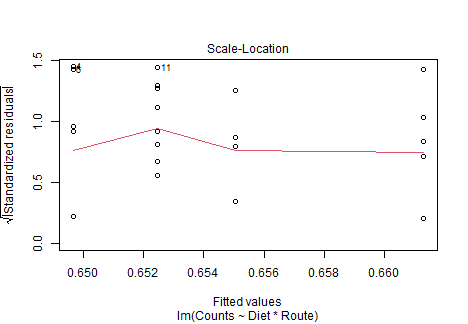 Scale-Location
√|Standardized residuals|
1.5
1.0
0.5
0.0
11
0.650
0.652
0.654
0.656
0.658
0.660
Fitted values
lm(Counts ~ Diet * Route)